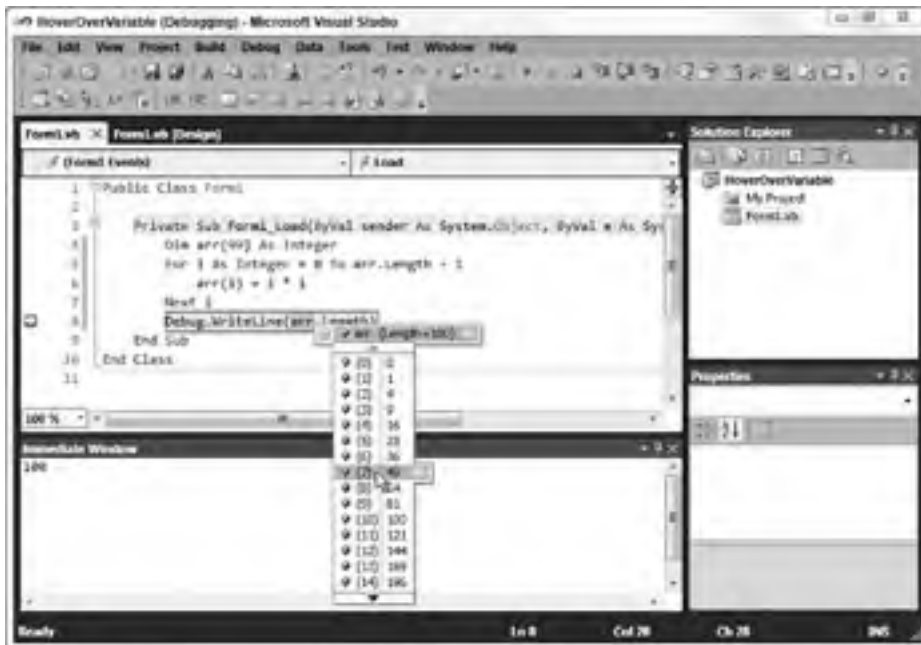 HoverOverVariable (Debugging) - Microsoft Visual Studio
File Edit View Project Build Debug Data Tools Test Window Help
Form1.vb Form1.vb [Design]
(Form1 Events) Load
1 Public Class Form1
2
3 Private Sub Form1_Load(ByVal sender As System.Object, ByVal e As Sys
4 Dim arr(99) As Integer
5 For i As Integer = 0 To arr.Length - 1
6 arr(i) = i * i
7 Next i
8 Debug.WriteLine(arr.Length)
9 End Sub
10 End Class
11
arr {Length=100}
(0) 0
(1) 1
(2) 4
(3) 9
(4) 16
(5) 25
(6) 36
(7) 49
(8) 64
(9) 81
(10) 100
(11) 121
(12) 144
(13) 169
(14) 196
100 %
Immediate Window
100
Solution Explorer
HoverOverVariable
My Project
Form1.vb
Properties
Ready Ln 8 Col 28 Ch 28 INS